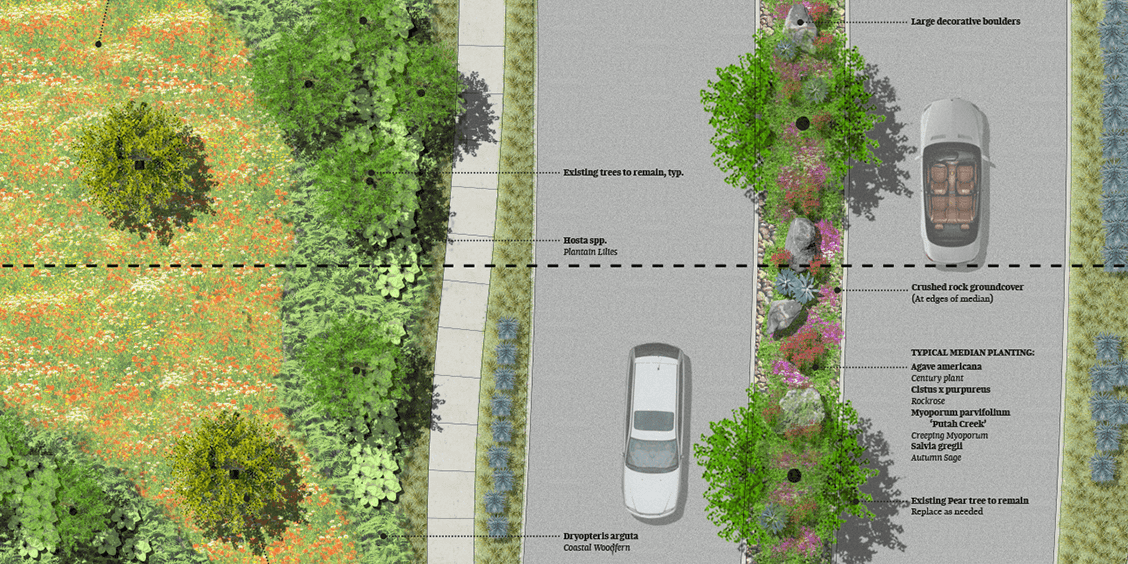 Large decorative boulders
Existing trees to remain, typ.
Hosta spp.
Plantain Lilies
Crushed rock groundcover
(At edges of median)
TYPICAL MEDIAN PLANTING:
Agave americana
Century plant
Cistus x purpureus
Rockrose
Myoporum parvifolium
'Putah Creek'
Creeping Myoporum
Salvia gregii
Autumn Sage
Existing Pear tree to remain
Replace as needed
Dryopteris arguta
Coastal Woodfern